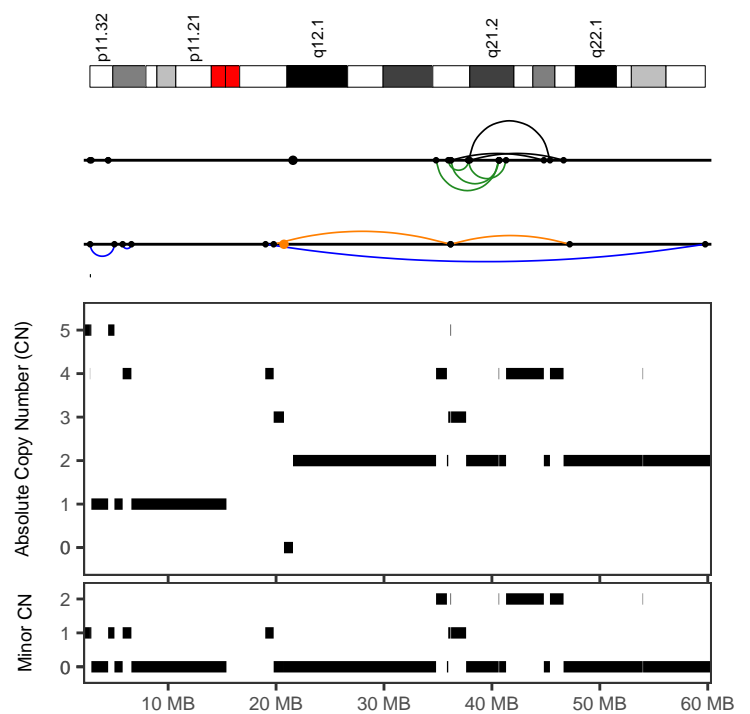 p11.32
p11.21
q12.1
q21.2
q22.1
Absolute Copy Number (CN)
5
4
3
2
1
0
Minor CN
2
1
0
10 MB
20 MB
30 MB
40 MB
50 MB
60 MB